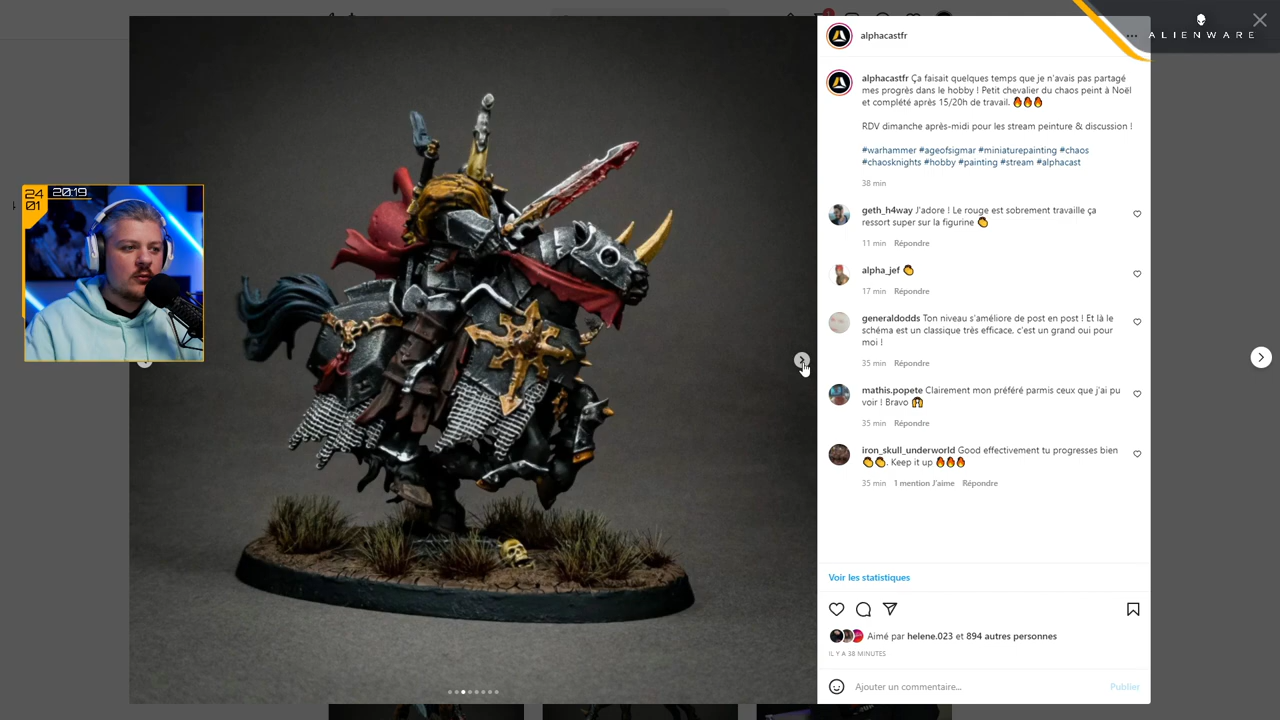 alphacastfr
ALIENWARE
alphacastfr Ça faisait quelques temps que je n'avais pas partagé
mes progrès dans le hobby ! Petit chevalier du chaos peint à Noël
et complété après 15/20h de travail. 🔥🔥🔥
RDV dimanche après-midi pour les stream peinture & discussion !
#warhammer #ageofsigmar #miniaturepainting #chaos
#chaosknights #hobby #painting #stream #alphacast
38 min
24
01
20:19
geth_h4way J'adore ! Le rouge est sobrement travaille ça
ressort super sur la figurine 👏
11 min Répondre
alpha_jef 👏
17 min Répondre
generaldodds Ton niveau s'améliore de post en post ! Et là le
schéma est un classique très efficace, c'est un grand oui pour
moi !
35 min Répondre
mathis.popete Clairement mon préféré parmis ceux que j'ai pu
voir ! Bravo 🙌
35 min Répondre
iron_skull_underworld Good effectivement tu progresses bien
👏👏. Keep it up 🔥🔥🔥
35 min 1 mention J'aime Répondre
Voir les statistiques
Aimé par helene.023 et 894 autres personnes
IL Y A 38 MINUTES
Ajouter un commentaire...
Publier